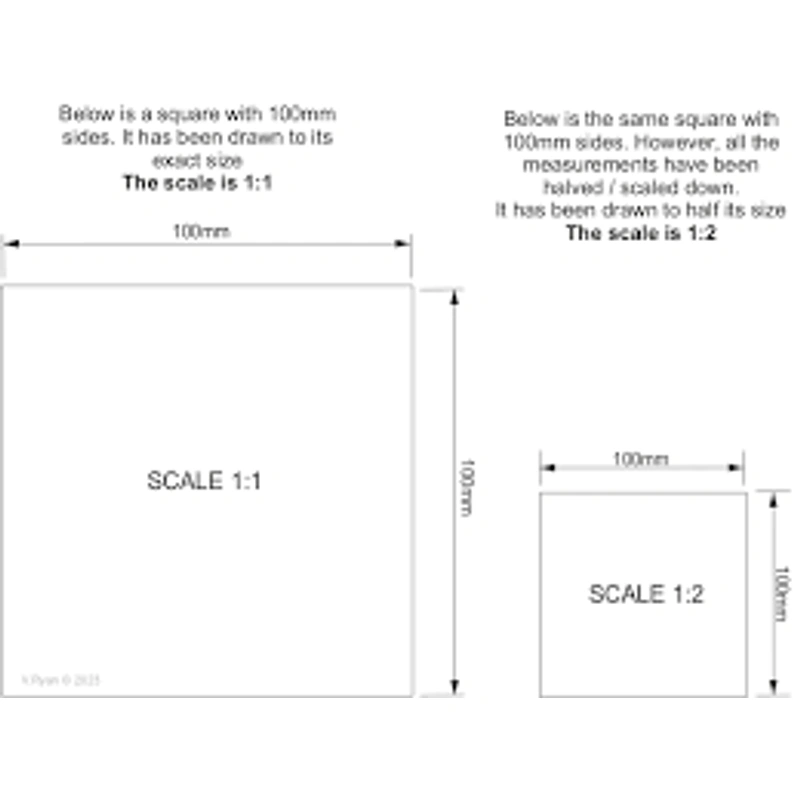 Below is a square with 100mm
sides. It has been drawn to its
exact size
The scale is 1:1
100mm
SCALE 1:1
100mm
V.Ryan ©
Below is the same square with
100mm sides. However, all the
measurements have been
halved / scaled down.
It has been drawn to half its size
The scale is 1:2
100mm
SCALE 1:2
100mm